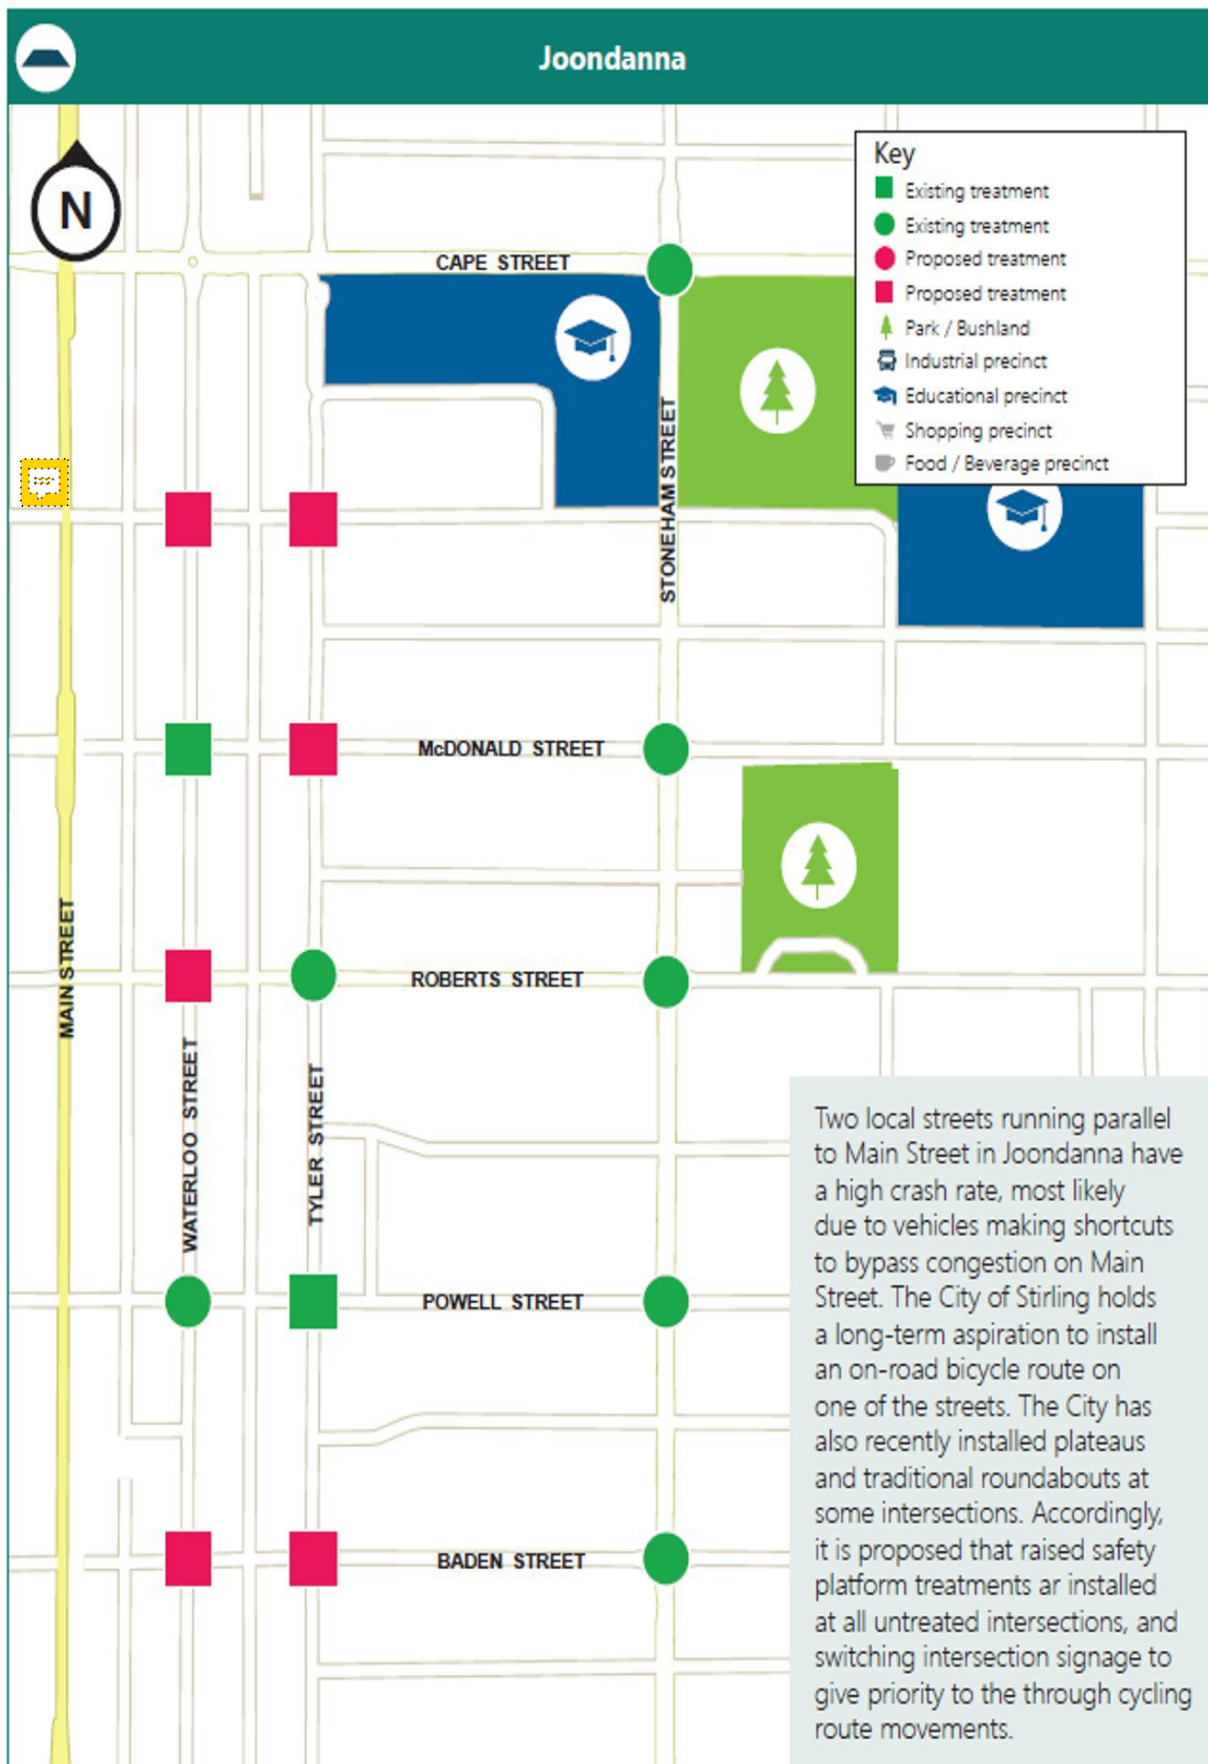 Joondanna
N
Key
Existing treatment
Existing treatment
Proposed treatment
Proposed treatment
Park / Bushland
Industrial precinct
Educational precinct
Shopping precinct
Food / Beverage precinct
CAPE STREET
STONEHAM STREET
McDONALD STREET
MAIN STREET
ROBERTS STREET
WATERLOO STREET
TYLER STREET
POWELL STREET
BADEN STREET
Two local streets running parallel
to Main Street in Joondanna have
a high crash rate, most likely
due to vehicles making shortcuts
to bypass congestion on Main
Street. The City of Stirling holds
a long-term aspiration to install
an on-road bicycle route on
one of the streets. The City has
also recently installed plateaus
and traditional roundabouts at
some intersections. Accordingly,
it is proposed that raised safety
platform treatments ar installed
at all untreated intersections, and
switching intersection signage to
give priority to the through cycling
route movements.